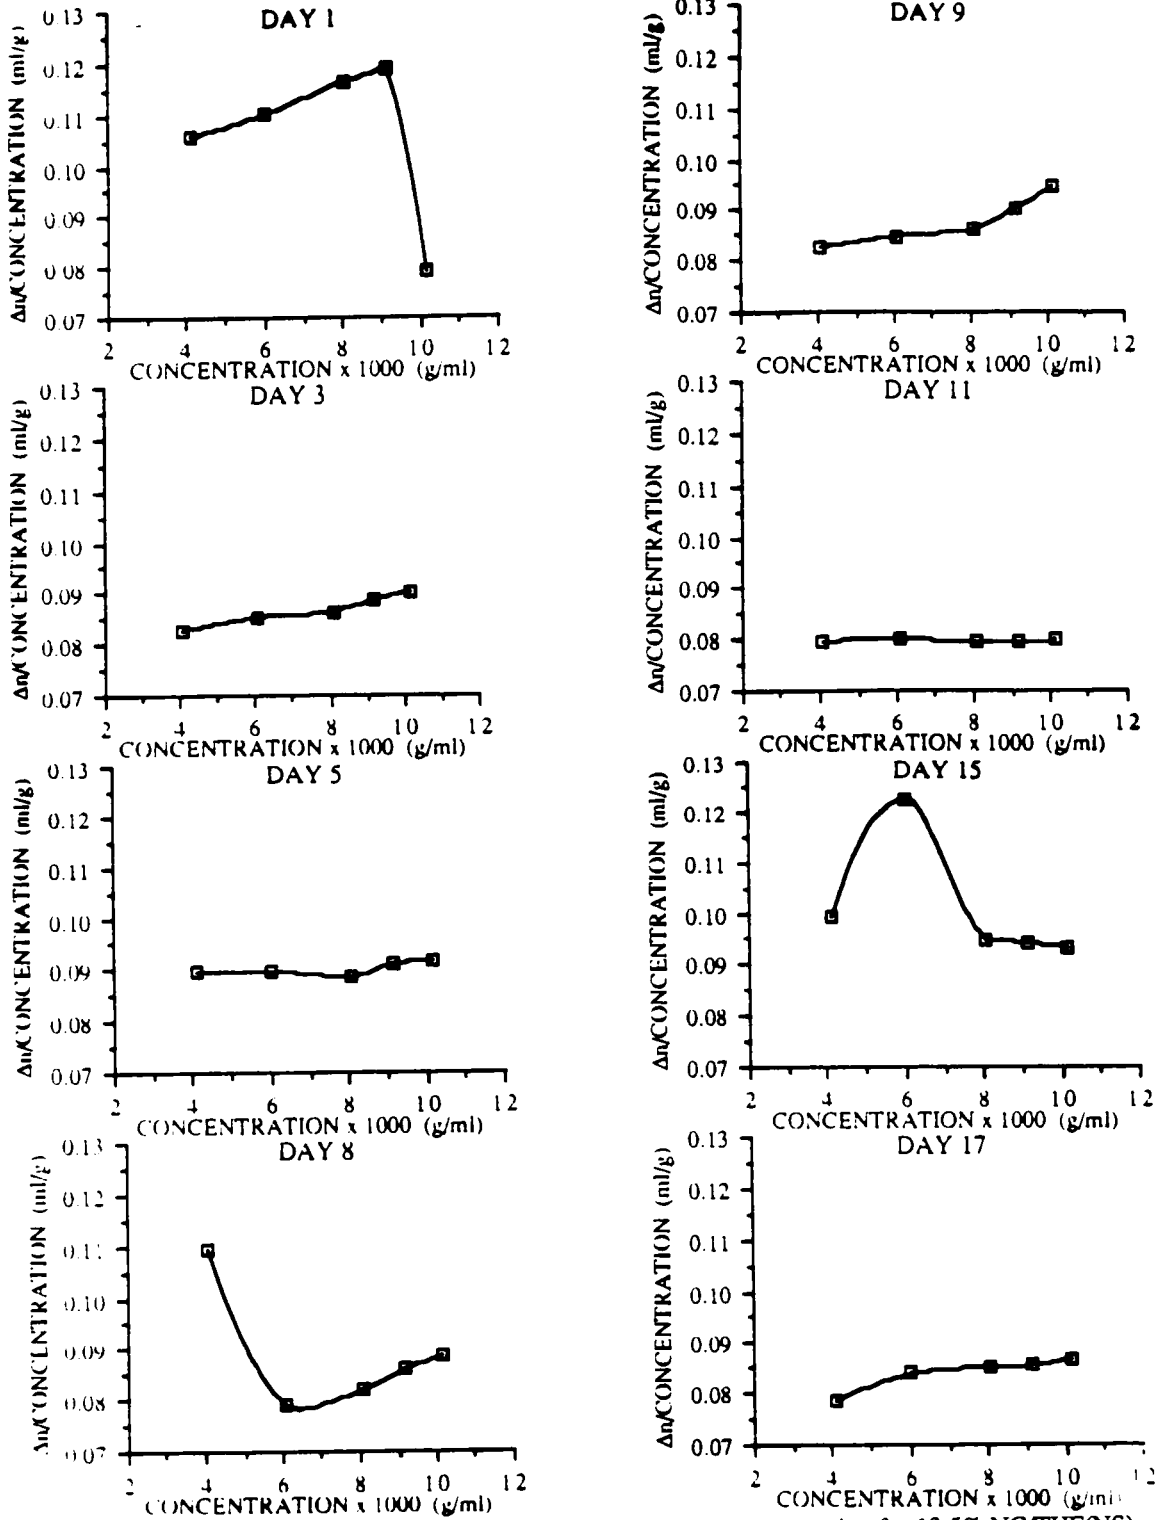 DAY 1
Δn/CONCENTRATION (ml/g)
0.13
0.12
0.11
0.10
0.09
0.08
0.07
2 4 6 8 10 12
CONCENTRATION x 1000 (g/ml)
DAY 3
Δn/CONCENTRATION (ml/g)
0.13
0.12
0.11
0.10
0.09
0.08
0.07
2 4 6 8 10 12
CONCENTRATION x 1000 (g/ml)
DAY 5
Δn/CONCENTRATION (ml/g)
0.13
0.12
0.11
0.10
0.09
0.08
0.07
2 4 6 8 10 12
CONCENTRATION x 1000 (g/ml)
DAY 8
Δn/CONCENTRATION (ml/g)
0.13
0.12
0.11
0.10
0.09
0.08
0.07
2 4 6 8 10 12
CONCENTRATION x 1000 (g/ml)
DAY 9
Δn/CONCENTRATION (ml/g)
0.13
0.12
0.11
0.10
0.09
0.08
0.07
2 4 6 8 10 12
CONCENTRATION x 1000 (g/ml)
DAY 11
Δn/CONCENTRATION (ml/g)
0.13
0.12
0.11
0.10
0.09
0.08
0.07
2 4 6 8 10 12
CONCENTRATION x 1000 (g/ml)
DAY 15
Δn/CONCENTRATION (ml/g)
0.13
0.12
0.11
0.10
0.09
0.08
0.07
2 4 6 8 10 12
CONCENTRATION x 1000 (g/ml)
DAY 17
Δn/CONCENTRATION (ml/g)
0.13
0.12
0.11
0.10
0.09
0.08
0.07
2 4 6 8 10 12
CONCENTRATION x 1000 (g/ml)